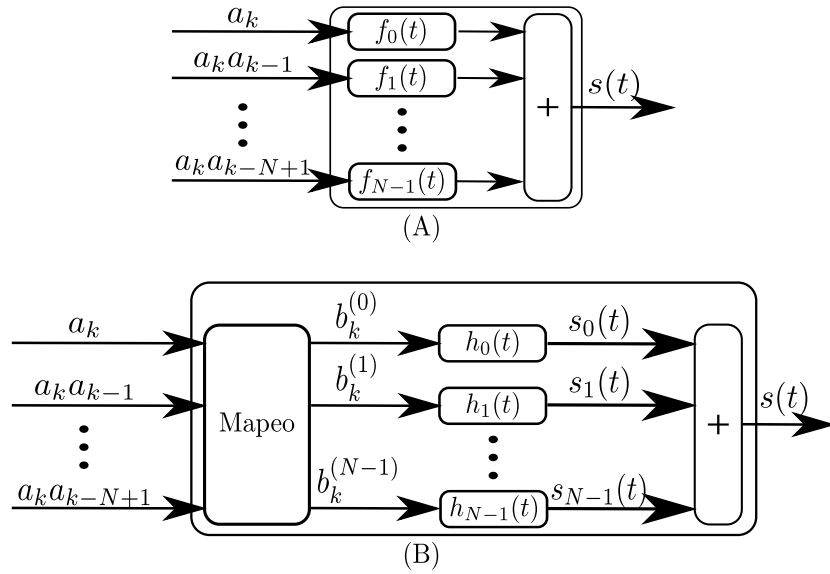 a_k
f_0(t)
a_k a_{k-1}
f_1(t)
+
s(t)
a_k a_{k-N+1}
f_{N-1}(t)
(A)
a_k
b_k^{(0)}
h_0(t)
s_0(t)
a_k a_{k-1}
b_k^{(1)}
h_1(t)
s_1(t)
Mapeo
+
s(t)
a_k a_{k-N+1}
b_k^{(N-1)}
h_{N-1}(t)
s_{N-1}(t)
(B)